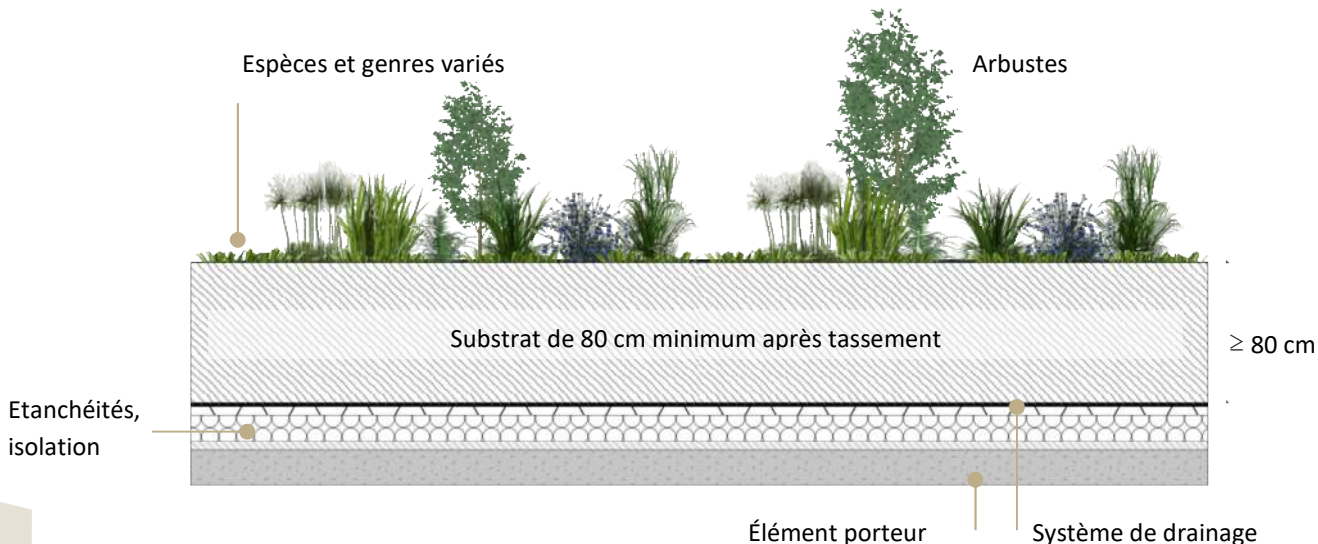 Espèces et genres variés
Arbustes
Substrat de 80 cm minimum après tassement
≥ 80 cm
Etanchéités,
isolation
Élément porteur
Système de drainage